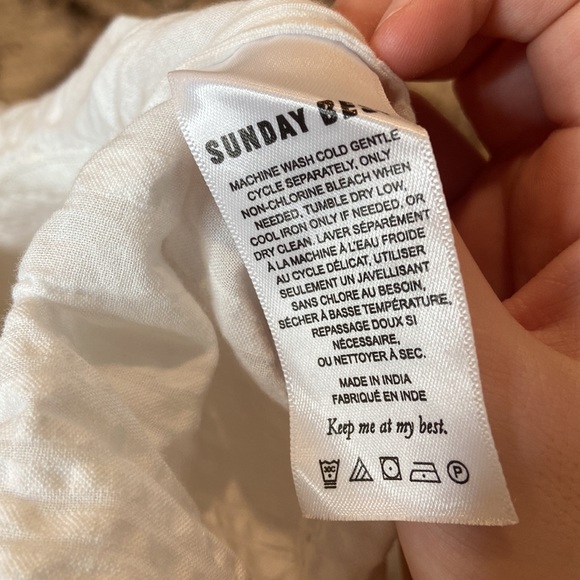 SUNDAY BES
MACHINE WASH COLD GENTLE
CYCLE SEPARATELY. ONLY
NON-CHLORINE BLEACH WHEN
NEEDED, TUMBLE DRY LOW,
COOL IRON ONLY IF NEEDED, OR
DRY CLEAN. LAVER SÉPARÉMENT
À LA MACHINE À L'EAU FROIDE
AU CYCLE DÉLICAT, UTILISER
SEULEMENT UN JAVELLISANT
SANS CHLORE AU BESOIN,
SÉCHER À BASSE TEMPÉRATURE,
REPASSAGE DOUX SI
NÉCESSAIRE,
OU NETTOYER À SEC.
MADE IN INDIA
FABRIQUÉ EN INDE
Keep me at my best.
P